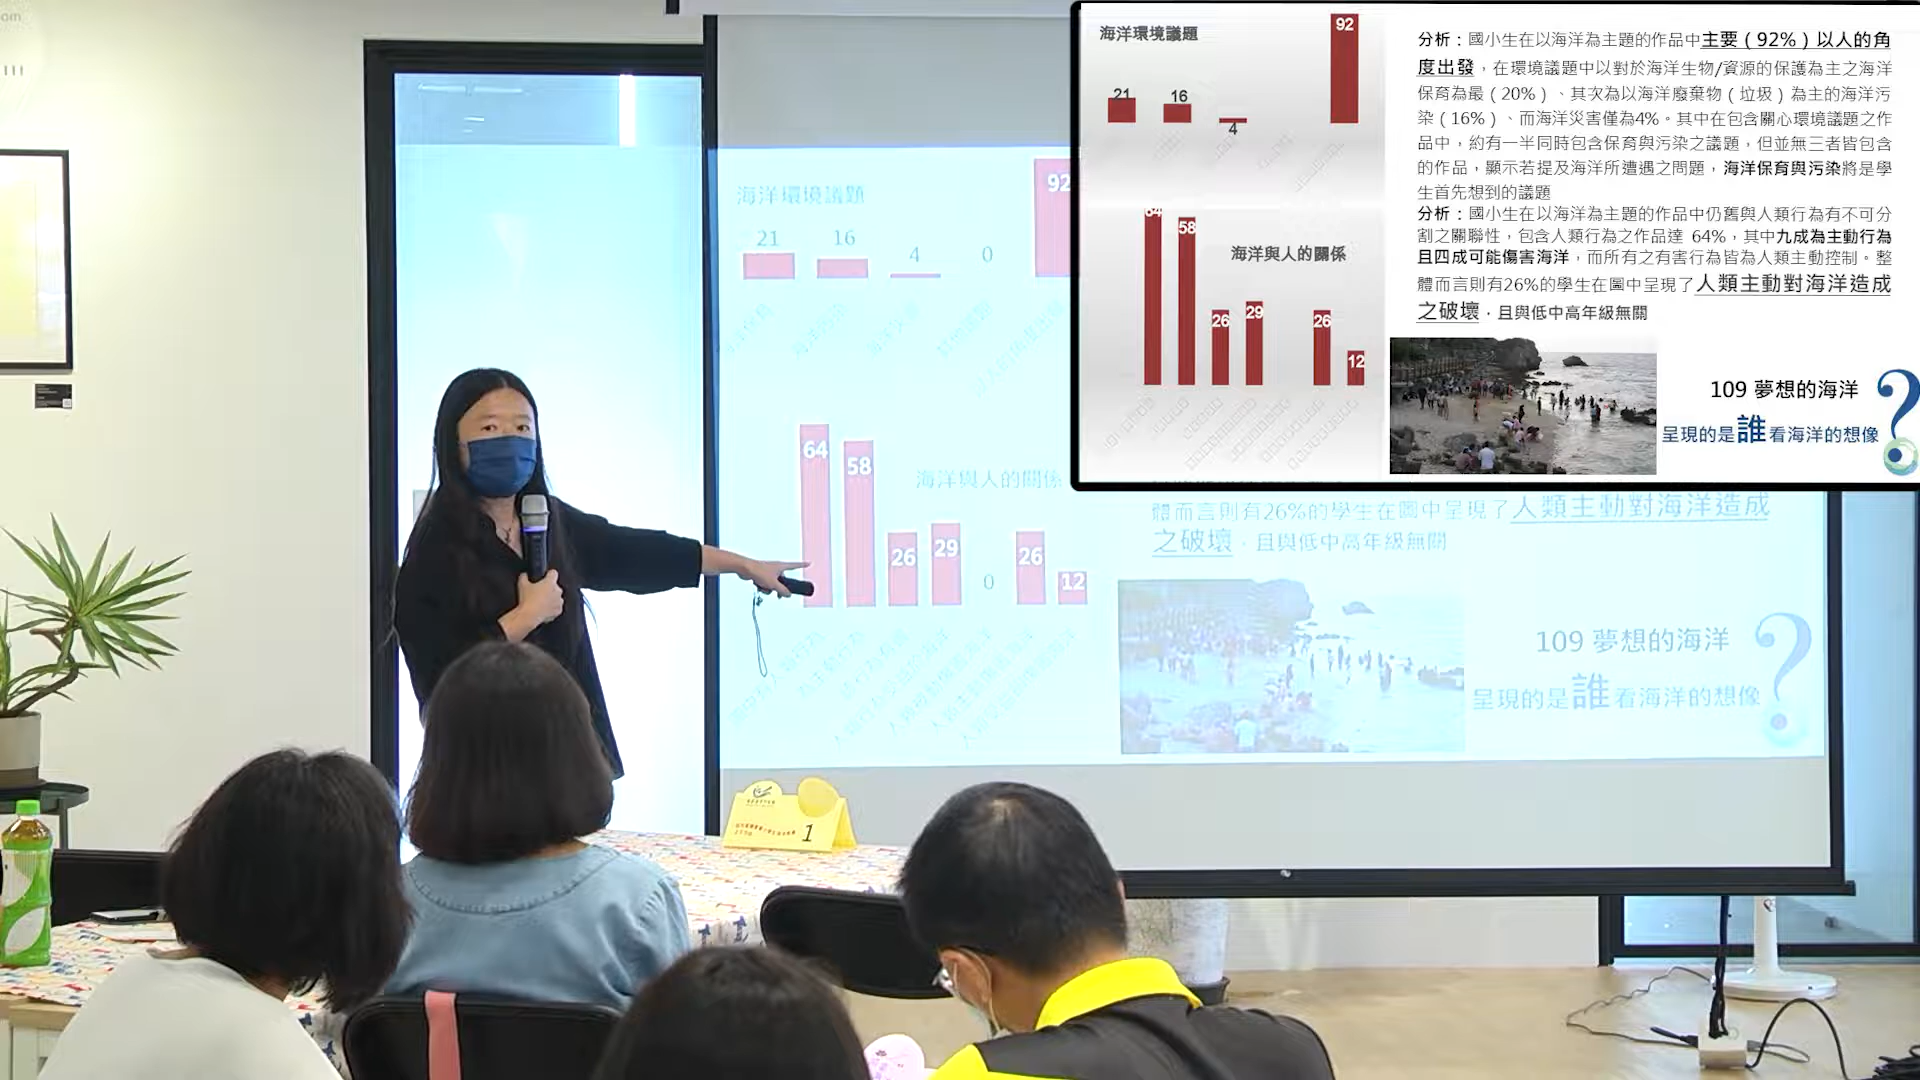 om
海洋環境議題
92
21
16
4
64
58
海洋與人的關係
26
29
26
12
分析：國小生在以海洋為主題的作品中主要（92%）以人的角
度出發，在環境議題中以對於海洋生物/資源的保護為主之海洋
保育為最（20%）、其次為以海洋廢棄物（垃圾）為主的海洋污
染（16%）、而海洋災害僅為4%。其中在包含關心環境議題之作
品中，約有一半同時包含保育與污染之議題，但並無三者皆包含
的作品，顯示若提及海洋所遭遇之問題，海洋保育與污染將是學
生首先想到的議題
分析：國小生在以海洋為主題的作品中仍舊與人類行為有不可分
割之關聯性，包含人類行為之作品達 64%，其中九成為主動行為
且四成可能傷害海洋，而所有之有害行為皆為人類主動控制。整
體而言則有26%的學生在圖中呈現了人類主動對海洋造成
之破壞，且與低中高年級無關
109 夢想的海洋
呈現的是誰看海洋的想像
海洋環境議題
92
21
16
4
0
64
58
海洋與人的關係
26
29
0
26
12
體而言則有26%的學生在圖中呈現了人類主動對海洋造成
之破壞，且與低中高年級無關
109 夢想的海洋
呈現的是誰看海洋的想像
1